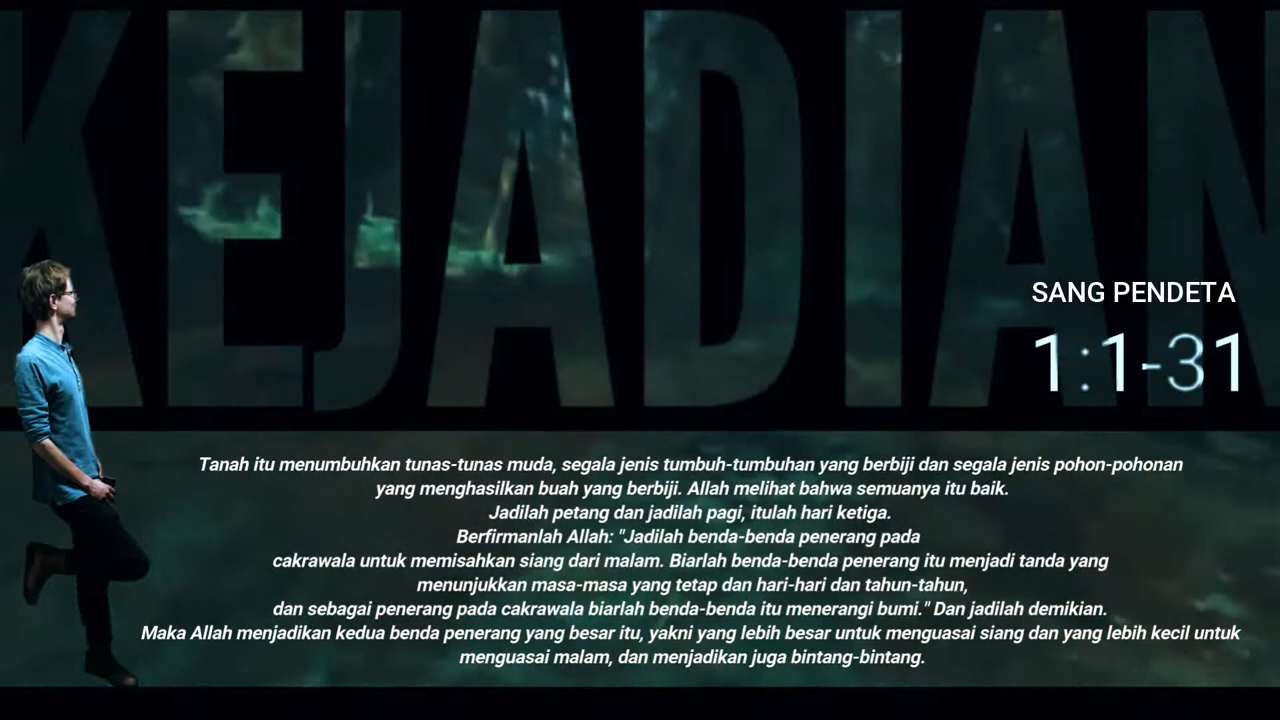 KEJADIAN
SANG PENDETA
1:1-31
Tanah itu menumbuhkan tunas-tunas muda, segala jenis tumbuh-tumbuhan yang berbiji dan segala jenis pohon-pohonan
yang menghasilkan buah yang berbiji. Allah melihat bahwa semuanya itu baik.
Jadilah petang dan jadilah pagi, itulah hari ketiga.
Berfirmanlah Allah: "Jadilah benda-benda penerang pada
cakrawala untuk memisahkan siang dari malam. Biarlah benda-benda penerang itu menjadi tanda yang
menunjukkan masa-masa yang tetap dan hari-hari dan tahun-tahun,
dan sebagai penerang pada cakrawala biarlah benda-benda itu menerangi bumi." Dan jadilah demikian.
Maka Allah menjadikan kedua benda penerang yang besar itu, yakni yang lebih besar untuk menguasai siang dan yang lebih kecil untuk
menguasai malam, dan menjadikan juga bintang-bintang.